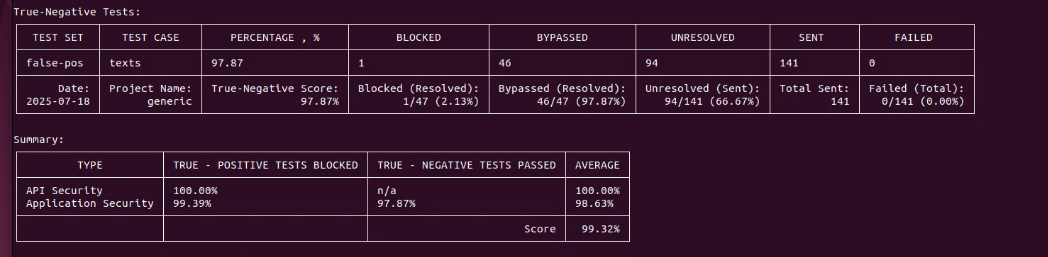 True-Negative Tests:
TEST SET TEST CASE PERCENTAGE , % BLOCKED BYPASSED UNRESOLVED SENT FAILED
false-pos texts 97.87 1 46 94 141 0
Date: Project Name: True-Negative Score: Blocked (Resolved): Bypassed (Resolved): Unresolved (Sent): Total Sent: Failed (Total):
2025-07-18 generic 97.87% 1/47 (2.13%) 46/47 (97.87%) 94/141 (66.67%) 141 0/141 (0.00%)
Summary:
TYPE TRUE - POSITIVE TESTS BLOCKED TRUE - NEGATIVE TESTS PASSED AVERAGE
API Security 100.00% n/a 100.00%
Application Security 99.39% 97.87% 98.63%
Score 99.32%